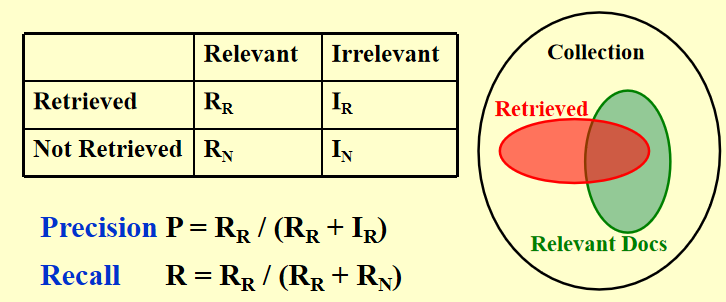 Relevant Irrelevant
Retrieved R_R I_R
Not Retrieved R_N I_N
Precision P = R_R / (R_R + I_R)
Recall R = R_R / (R_R + R_N)
Collection
Retrieved
Relevant Docs